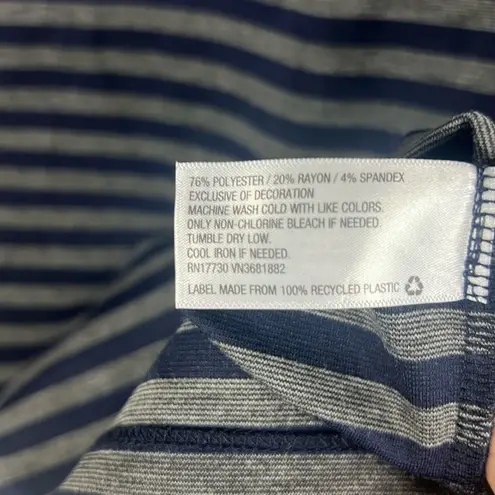 76% POLYESTER / 20% RAYON / 4% SPANDEX
EXCLUSIVE OF DECORATION
MACHINE WASH COLD WITH LIKE COLORS.
ONLY NON-CHLORINE BLEACH IF NEEDED.
TUMBLE DRY LOW.
COOL IRON IF NEEDED.
RN17730 VN3681882
LABEL MADE FROM 100% RECYCLED PLASTIC